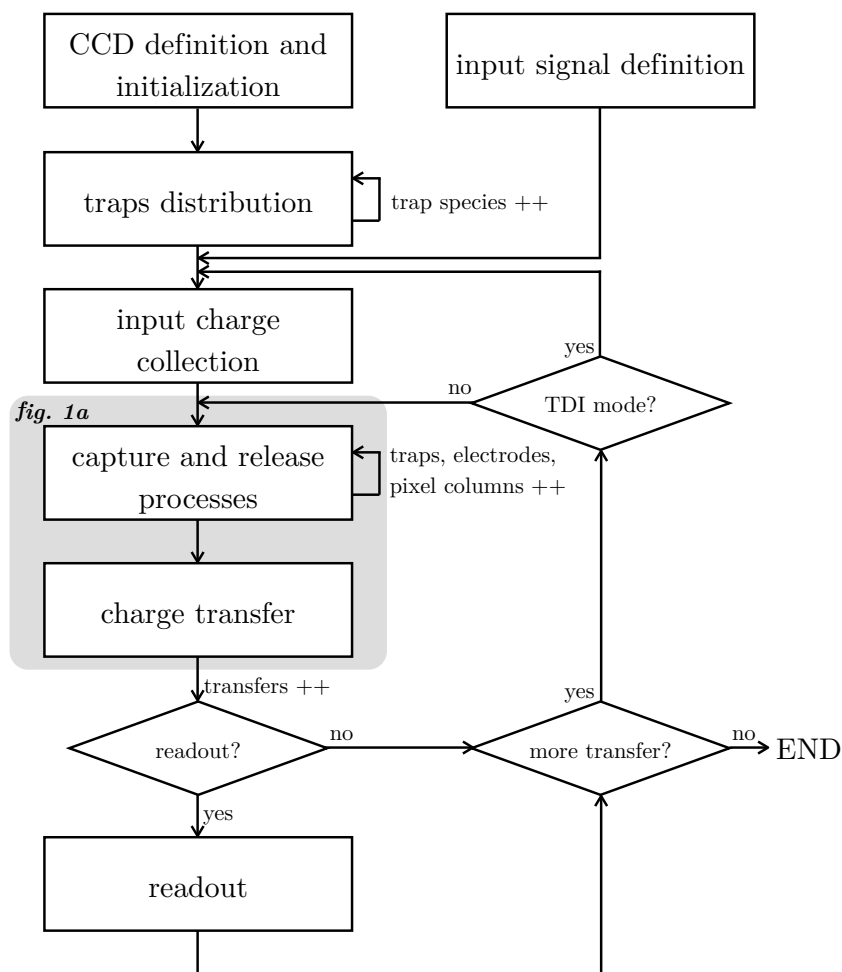 CCD definition and
initialization
input signal definition
traps distribution
trap species ++
input charge
collection
yes
no
TDI mode?
fig. 1a
capture and release
processes
traps, electrodes,
pixel columns ++
charge transfer
transfers ++
yes
readout?
no
more transfer?
no
END
yes
readout